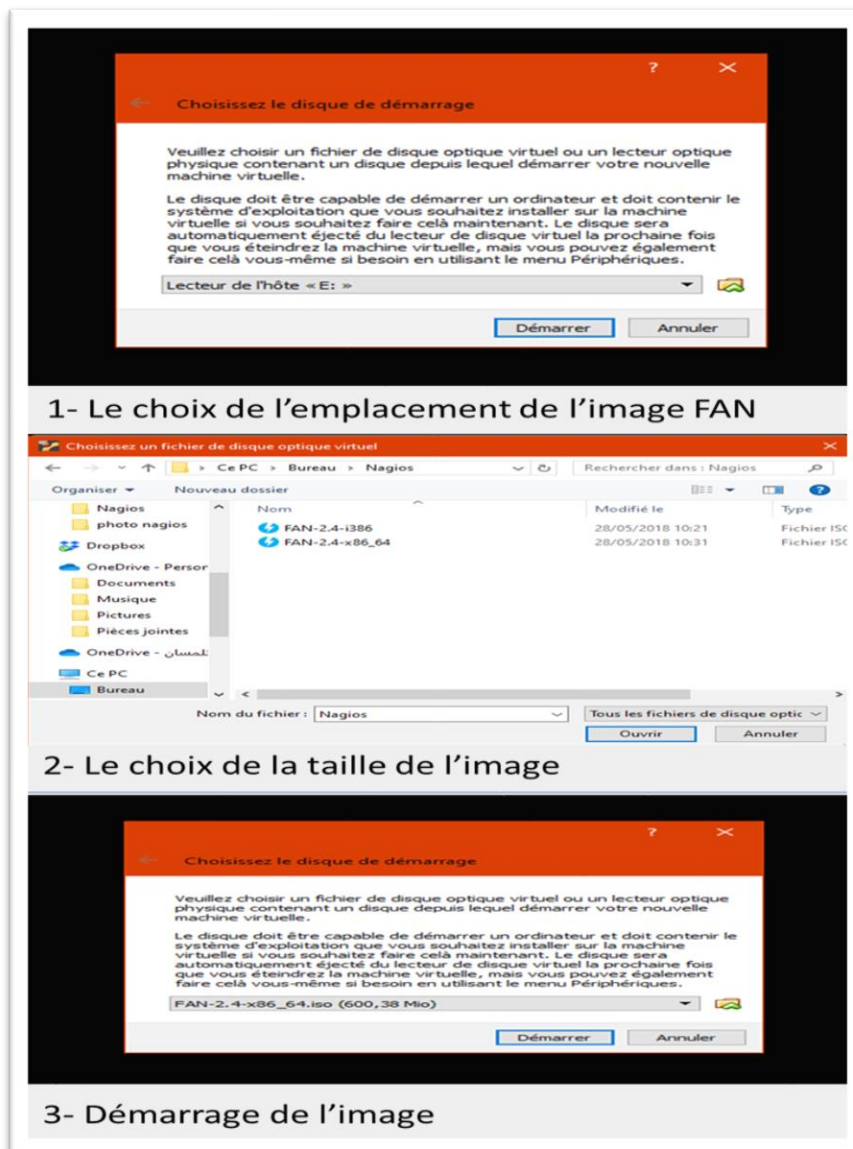 ? ×
Choisissez le disque de démarrage
Veuillez choisir un fichier de disque optique virtuel ou un lecteur optique
physique contenant un disque depuis lequel démarrer votre nouvelle
machine virtuelle.
Le disque doit être capable de démarrer un ordinateur et doit contenir le
système d'exploitation que vous souhaitez installer sur la machine
virtuelle si vous souhaitez faire celà maintenant. Le disque sera
automatiquement éjecté du lecteur de disque virtuel la prochaine fois
que vous éteindrez la machine virtuelle, mais vous pouvez également
faire celà vous-même si besoin en utilisant le menu Périphériques.
Lecteur de l'hôte « E: »
Démarrer Annuler
1- Le choix de l'emplacement de l'image FAN
Choisissez un fichier de disque optique virtuel
Ce PC > Bureau > Nagios Rechercher dans : Nagios
Organiser Nouveau dossier
Nagios Nom Modifié le Type
photo nagios FAN-2.4-i386 28/05/2018 10:21 Fichier ISO
Dropbox FAN-2.4-x86_64 28/05/2018 10:31 Fichier ISO
OneDrive - Person
Documents
Musique
Pictures
Pièces jointes
OneDrive - تلمسان
Ce PC
Bureau
Nom du fichier : Nagios Tous les fichiers de disque optic
Ouvrir Annuler
2- Le choix de la taille de l'image
? ×
Choisissez le disque de démarrage
Veuillez choisir un fichier de disque optique virtuel ou un lecteur optique
physique contenant un disque depuis lequel démarrer votre nouvelle
machine virtuelle.
Le disque doit être capable de démarrer un ordinateur et doit contenir le
système d'exploitation que vous souhaitez installer sur la machine
virtuelle si vous souhaitez faire celà maintenant. Le disque sera
automatiquement éjecté du lecteur de disque virtuel la prochaine fois
que vous éteindrez la machine virtuelle, mais vous pouvez également
faire celà vous-même si besoin en utilisant le menu Périphériques.
FAN-2.4-x86_64.iso (600,38 Mio)
Démarrer Annuler
3- Démarrage de l'image